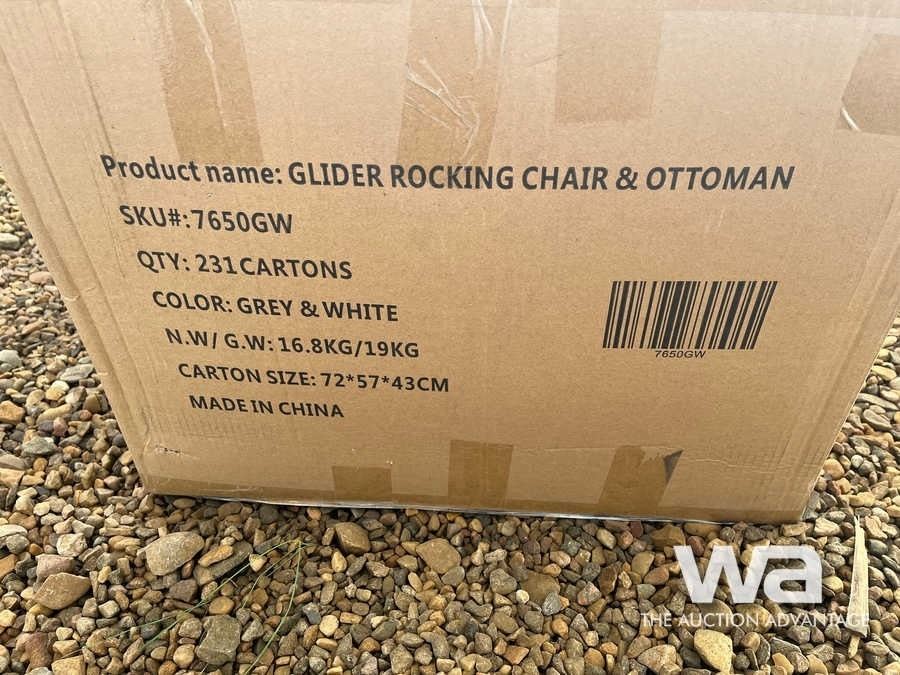 Product name: GLIDER ROCKING CHAIR & OTTOMAN
SKU#:7650GW
QTY: 231CARTONS
COLOR: GREY & WHITE
N.W/ G.W: 16.8KG/19KG
CARTON SIZE: 72*57*43CM
MADE IN CHINA
7650GW
wa
THE AUCTION ADVANTAGE